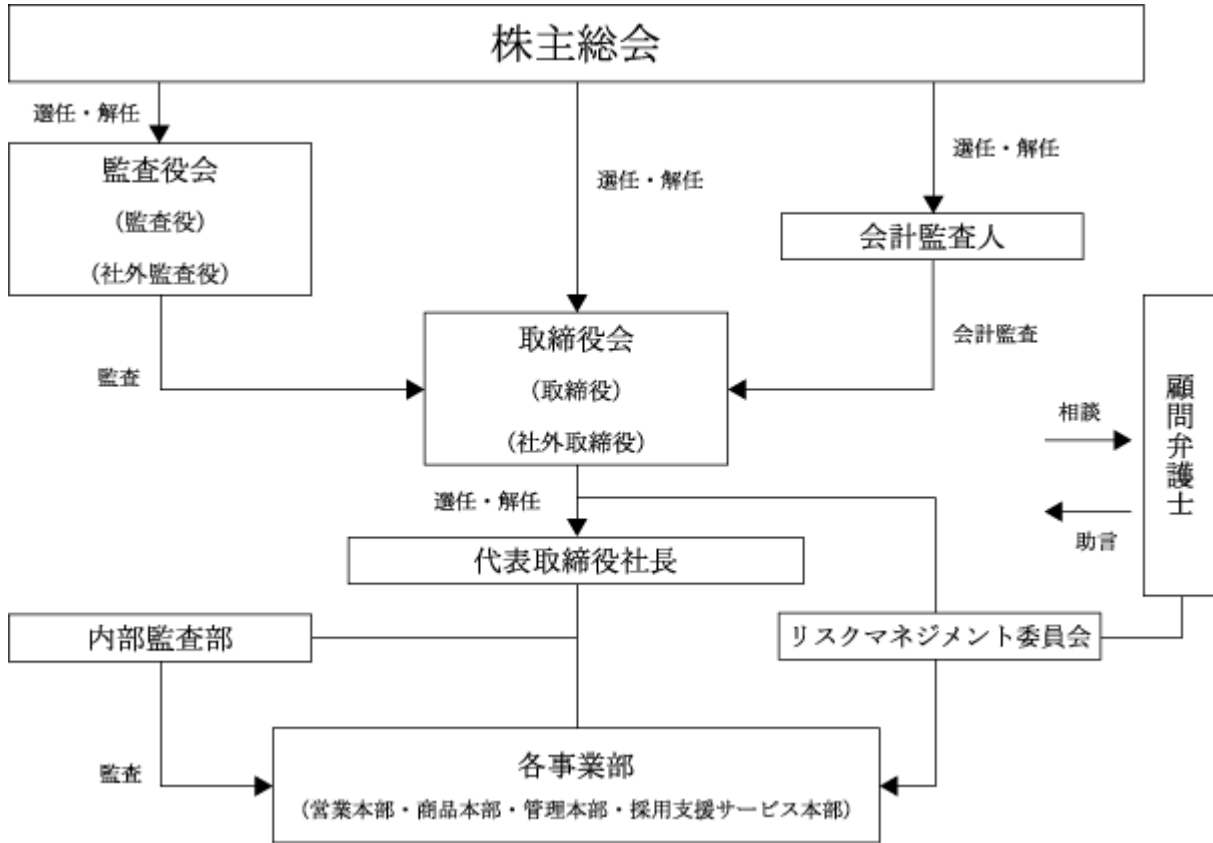 株主総会
選任・解任
選任・解任
選任・解任
監査役会
(監査役)
(社外監査役)
会計監査人
監査
取締役会
(取締役)
(社外取締役)
会計監査
相談
助言
顧問弁護士
選任・解任
代表取締役社長
内部監査部
リスクマネジメント委員会
監査
各事業部
(営業本部・商品本部・管理本部・採用支援サービス本部)